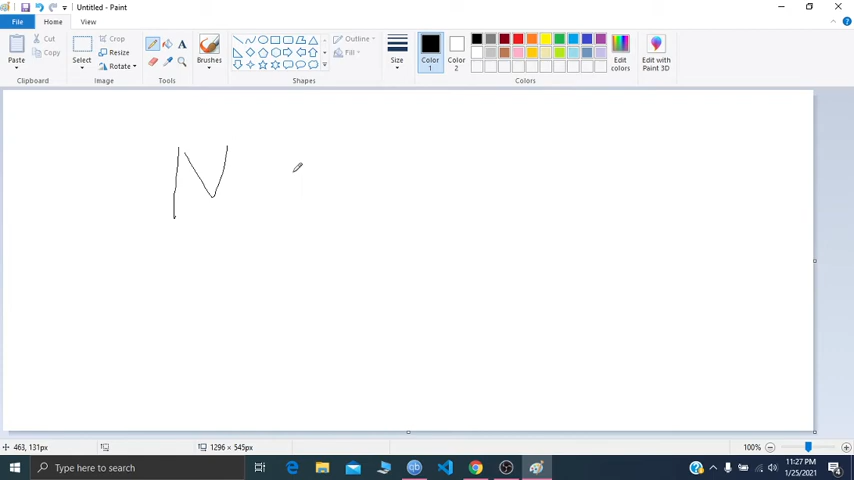 Untitled - Paint
File Home View
Paste
Cut
Copy
Clipboard
Select
Crop
Resize
Rotate
Image
A
Tools
Brushes
Shapes
Outline
Fill
Size
Color 1
Color 2
Colors
Edit colors
Edit with Paint 3D
N
463, 131px
1296 × 545px
100%
Type here to search
qb
11:27 PM
1/25/2021
4